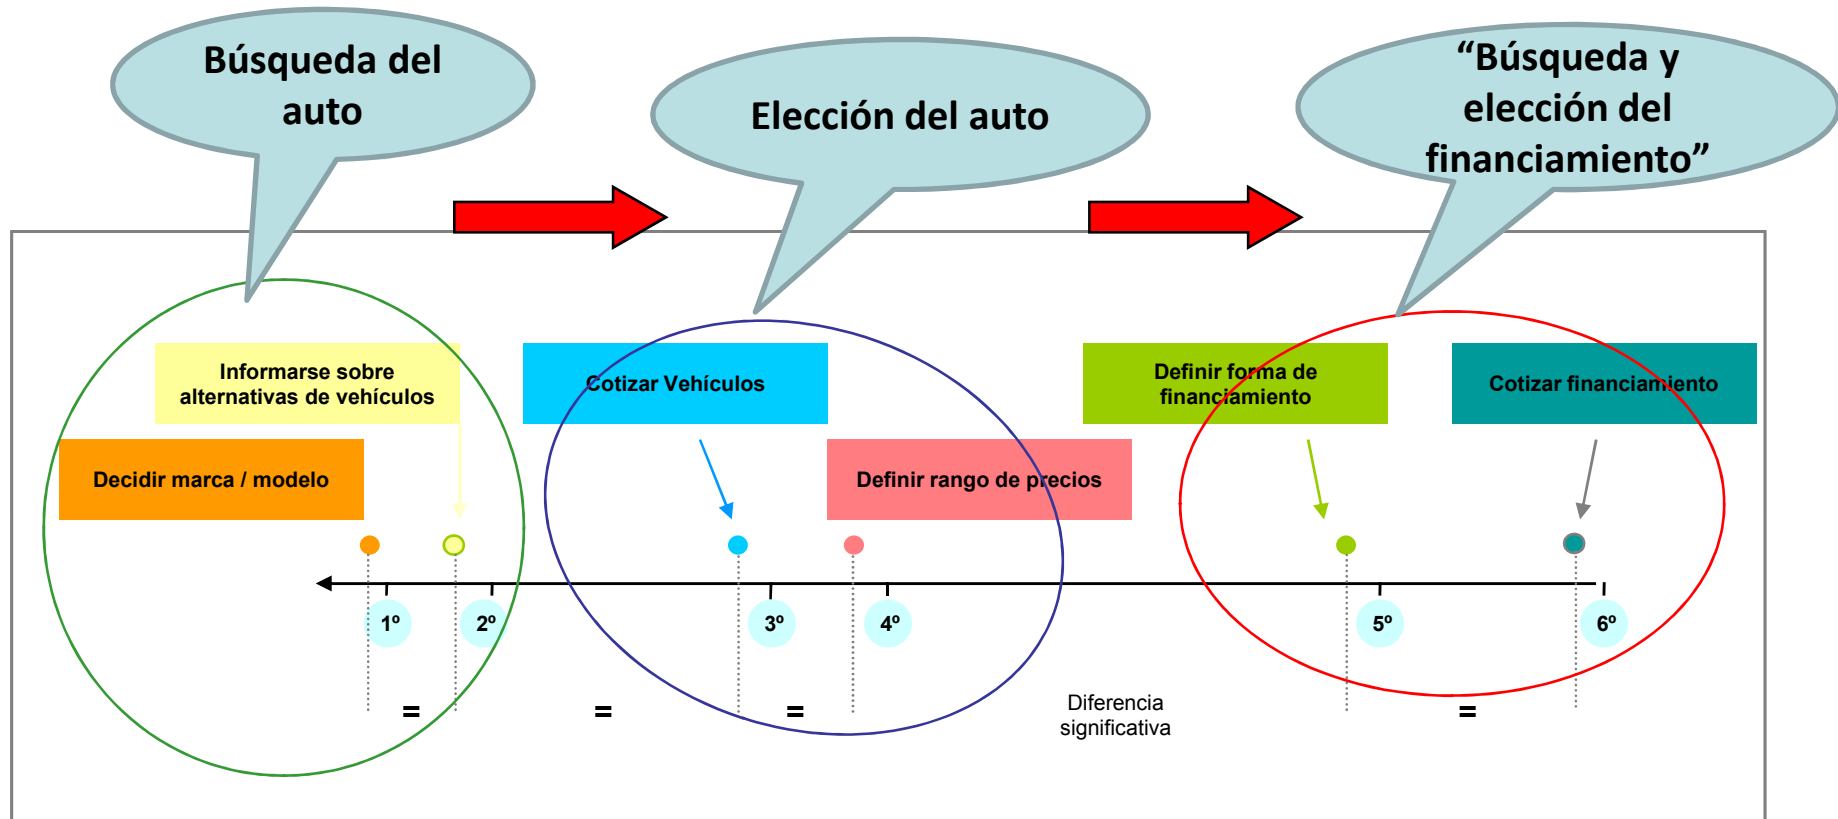 Búsqueda del
auto
Elección del auto
“Búsqueda y
elección del
financiamiento”
Informarse sobre
alternativas de vehículos
Cotizar Vehículos
Definir forma de
financiamiento
Cotizar financiamiento
Decidir marca / modelo
Definir rango de precios
1º
2º
3º
4º
5º
6º
=
=
=
Diferencia
significativa
=